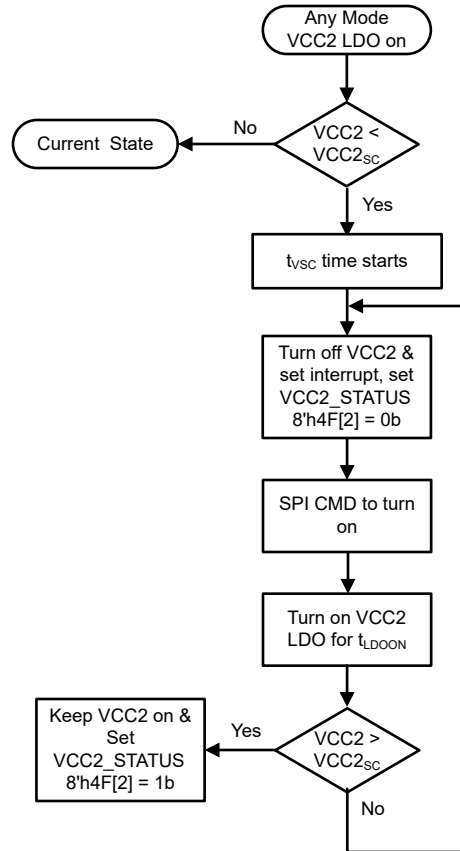 Any Mode
VCC2 LDO on
No
Current State
VCC2 <
VCC2SC
Yes
tVSC time starts
Turn off VCC2 &
set interrupt, set
VCC2_STATUS
8'h4F[2] = 0b
SPI CMD to turn
on
Turn on VCC2
LDO for tLDOON
Keep VCC2 on &
Set
VCC2_STATUS
8'h4F[2] = 1b
Yes
VCC2 >
VCC2SC
No